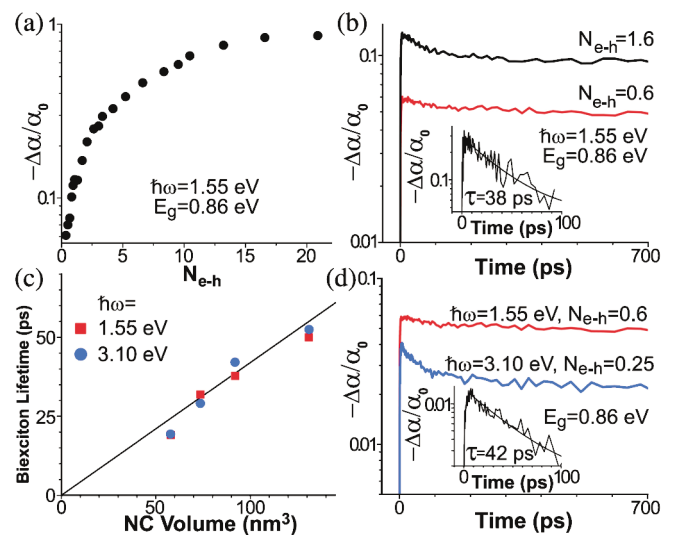 (a)
−Δα/α0
1
0.1
ħω=1.55 eV
Eg=0.86 eV
0 5 10 15 20
Ne-h
(b)
−Δα/α0
0.1
0.01
Ne-h=1.6
Ne-h=0.6
ħω=1.55 eV
Eg=0.86 eV
−Δα/α0
0.1
τ=38 ps
0 100
Time (ps)
0 700
Time (ps)
(c)
Biexciton Lifetime (ps)
50
25
0
ħω=
1.55 eV
3.10 eV
0 50 100
NC Volume (nm3)
(d)
−Δα/α0
0.1
0.01
ħω=1.55 eV, Ne-h=0.6
ħω=3.10 eV, Ne-h=0.25
Eg=0.86 eV
−Δα/α0
0.01
τ=42 ps
0 100
Time (ps)
0 700
Time (ps)